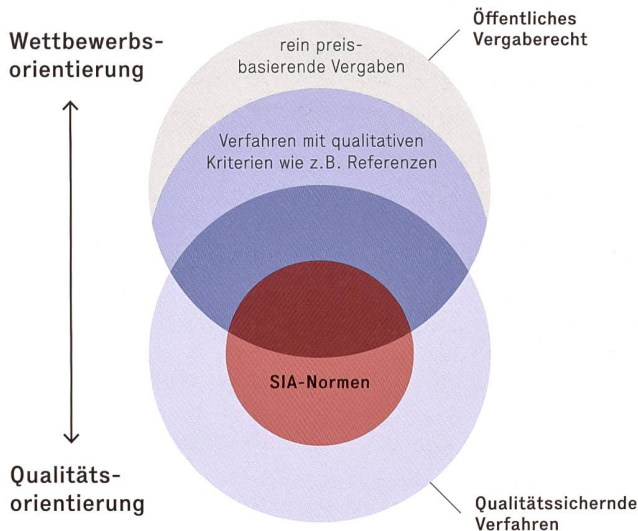 Wettbewerbs-
orientierung
rein preis-
basierende Vergaben
Öffentliches
Vergaberecht
Verfahren mit qualitativen
Kriterien wie z.B. Referenzen
SIA-Normen
Qualitäts-
orientierung
Qualitätssichernde
Verfahren